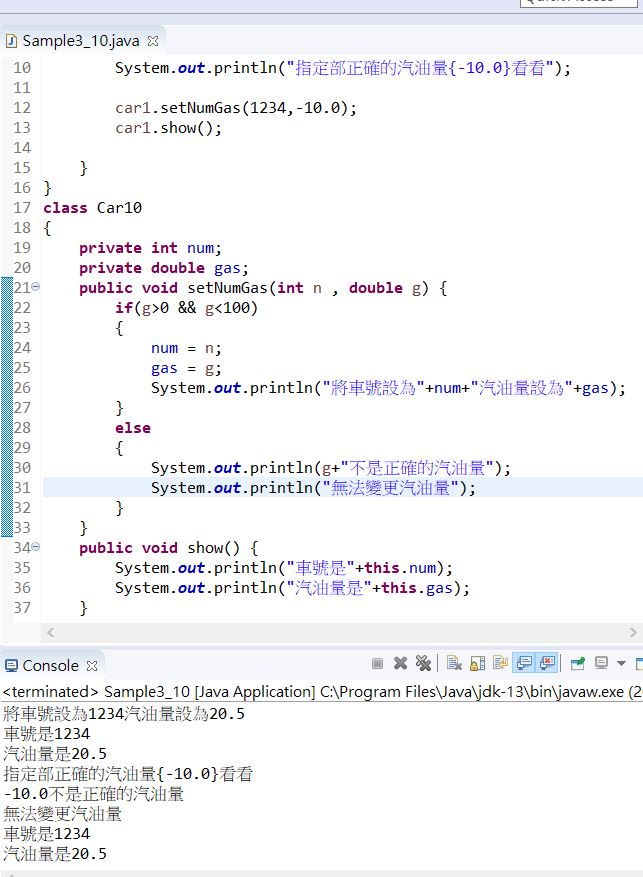 Sample3_10.java
10 System.out.println("指定部正確的汽油量{-10.0}看看");
11
12 car1.setNumGas(1234,-10.0);
13 car1.show();
14
15 }
16 }
17 class Car10
18 {
19 private int num;
20 private double gas;
21 public void setNumGas(int n , double g) {
22 if(g>0 && g<100)
23 {
24 num = n;
25 gas = g;
26 System.out.println("將車號設為"+num+"汽油量設為"+gas);
27 }
28 else
29 {
30 System.out.println(g+"不是正確的汽油量");
31 System.out.println("無法變更汽油量");
32 }
33 }
34 public void show() {
35 System.out.println("車號是"+this.num);
36 System.out.println("汽油量是"+this.gas);
37 }
Console
<terminated> Sample3_10 [Java Application] C:\Program Files\Java\jdk-13\bin\javaw.exe (2
將車號設為1234汽油量設為20.5
車號是1234
汽油量是20.5
指定部正確的汽油量{-10.0}看看
-10.0不是正確的汽油量
無法變更汽油量
車號是1234
汽油量是20.5